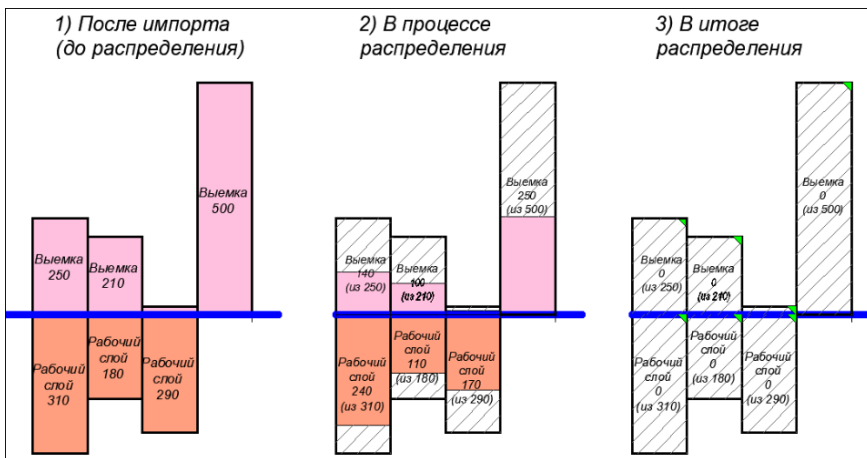 1) После импорта
(до распределения)
Выемка
250
Выемка
210
Выемка
500
Рабочий
слой
310
Рабочий
слой
180
Рабочий
слой
290
2) В процессе
распределения
Выемка
140
(из 250)
Выемка
100
(из 210)
Выемка
250
(из 500)
Рабочий
слой
240
(из 310)
Рабочий
слой
110
(из 180)
Рабочий
слой
170
(из 290)
3) В итоге
распределения
Выемка
0
(из 250)
Выемка
0
(из 210)
Выемка
0
(из 500)
Рабочий
слой
0
(из 310)
Рабочий
слой
0
(из 180)
Рабочий
слой
0
(из 290)